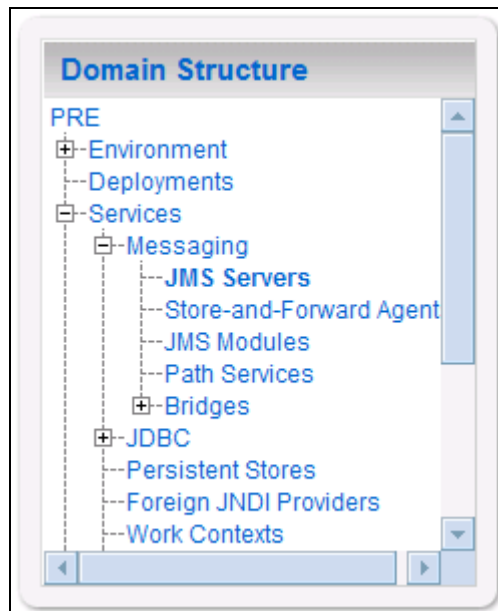 Domain Structure
PRE
Environment
Deployments
Services
Messaging
JMS Servers
Store-and-Forward Agent
JMS Modules
Path Services
Bridges
JDBC
Persistent Stores
Foreign JNDI Providers
Work Contexts